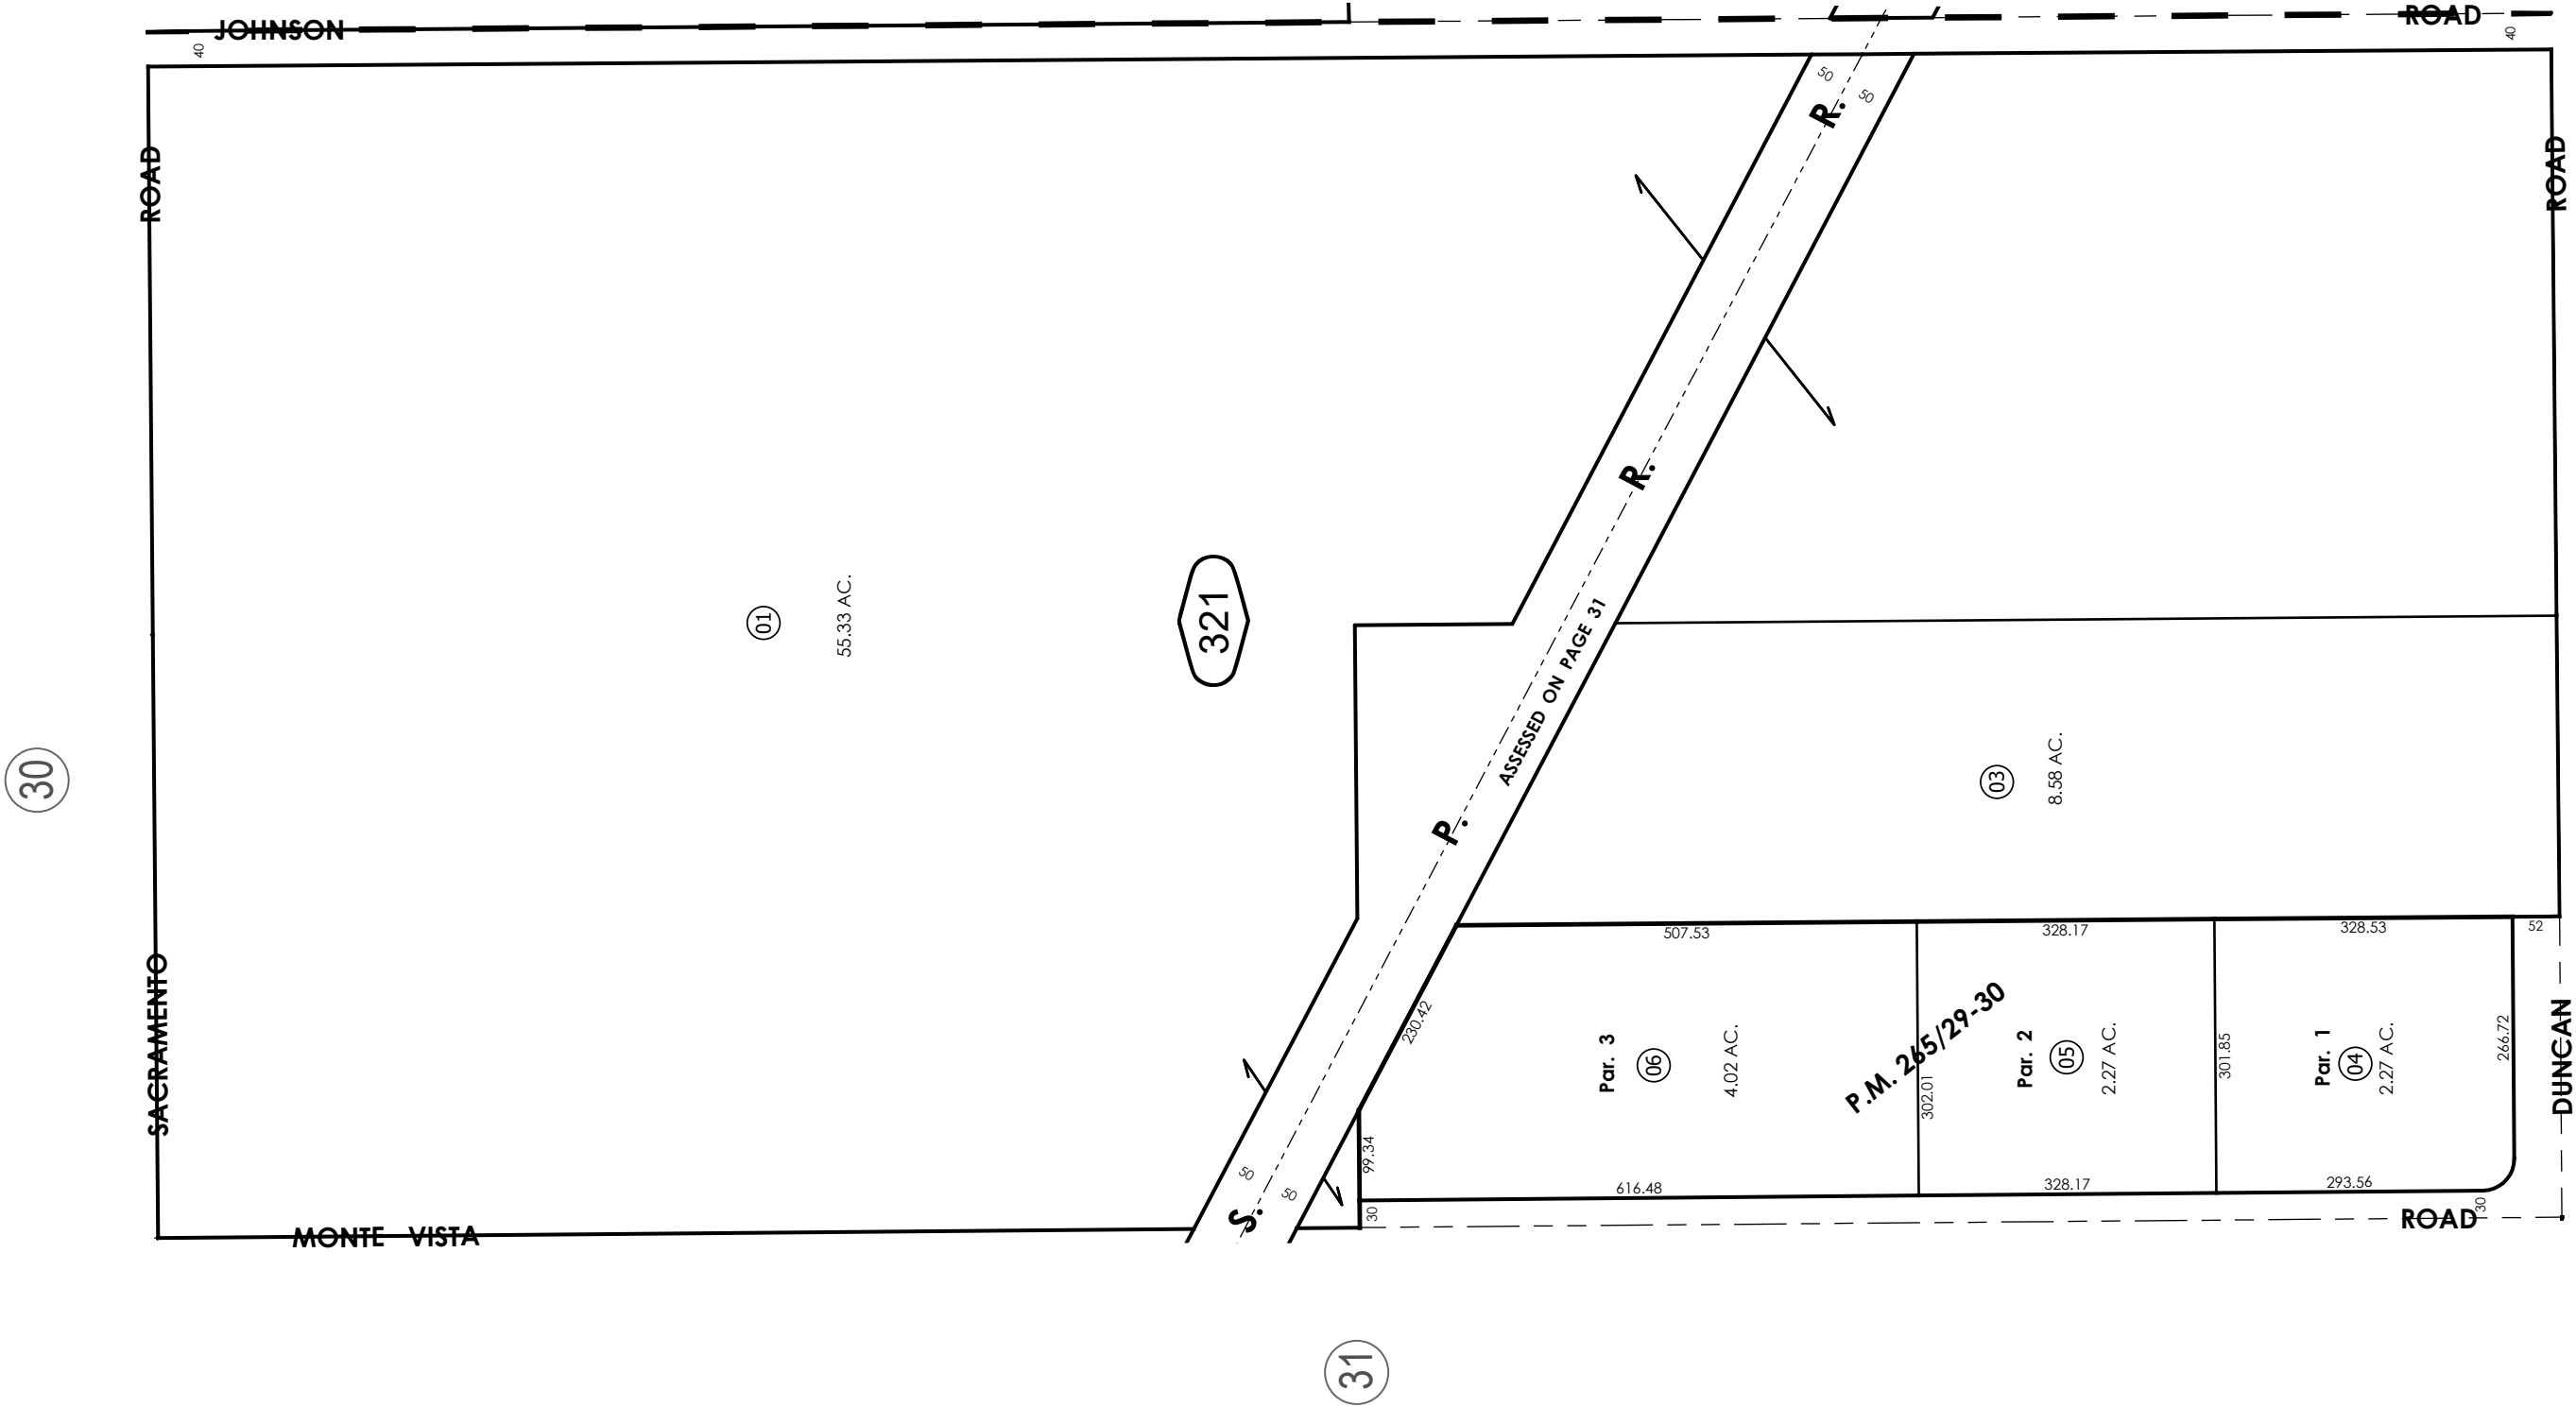 JOHNSON ROAD
40
40
ROAD
ROAD
50
50
R.
R.
P.
S.
ASSESSED ON PAGE 31
01
55.33 AC.
321
30
03
8.58 AC.
507.53
328.17
328.53
52
230.42
Par. 3
06
4.02 AC.
P.M. 265/29-30
302.01
Par. 2
05
2.27 AC.
301.85
Par. 1
04
2.27 AC.
266.72
DUNCAN
SACRAMENTO
99.34
50
50
616.48
328.17
293.56
30
30
MONTE VISTA ROAD
31